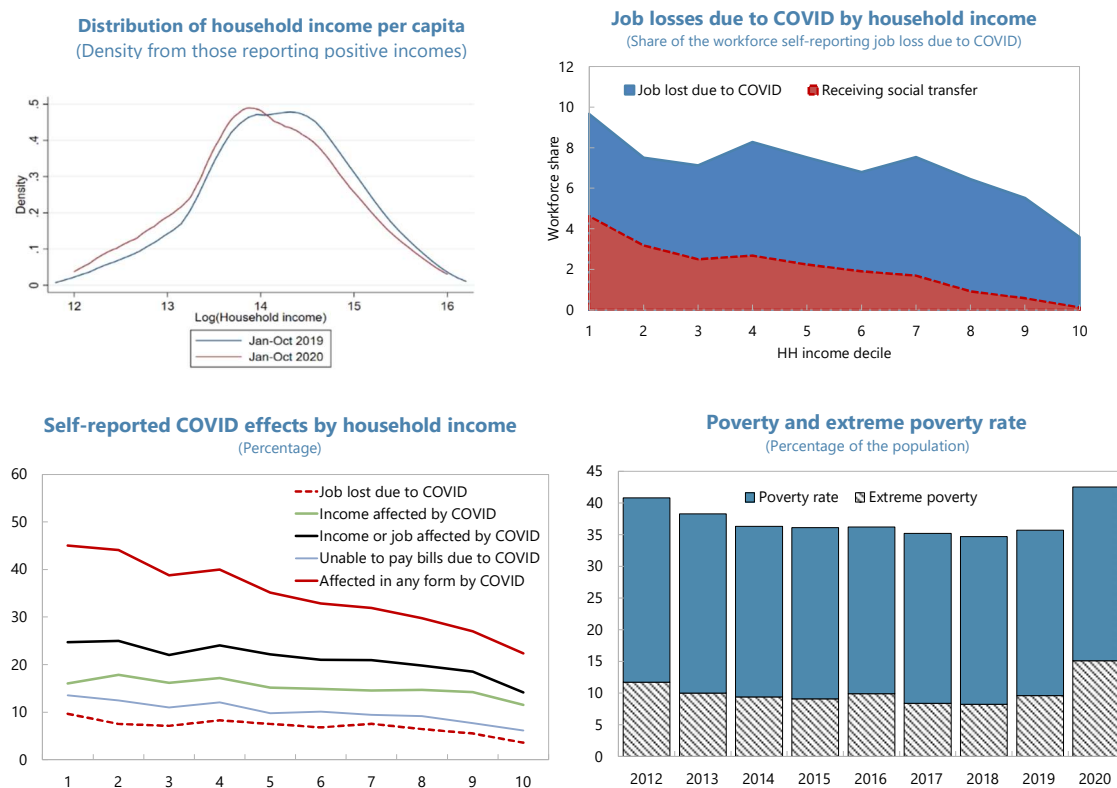 Distribution of household income per capita
(Density from those reporting positive incomes)
.5
.4
.3
.2
.1
0
Density
12 13 14 15 16
Log(Household income)
Jan-Oct 2019
Jan-Oct 2020
Job losses due to COVID by household income
(Share of the workforce self-reporting job loss due to COVID)
12
10
8
6
4
2
0
Workforce share
Job lost due to COVID Receiving social transfer
1 2 3 4 5 6 7 8 9 10
HH income decile
Self-reported COVID effects by household income
(Percentage)
60
50
40
30
20
10
0
Job lost due to COVID
Income affected by COVID
Income or job affected by COVID
Unable to pay bills due to COVID
Affected in any form by COVID
1 2 3 4 5 6 7 8 9 10
Poverty and extreme poverty rate
(Percentage of the population)
45
40
35
30
25
20
15
10
5
0
Poverty rate Extreme poverty
2012 2013 2014 2015 2016 2017 2018 2019 2020